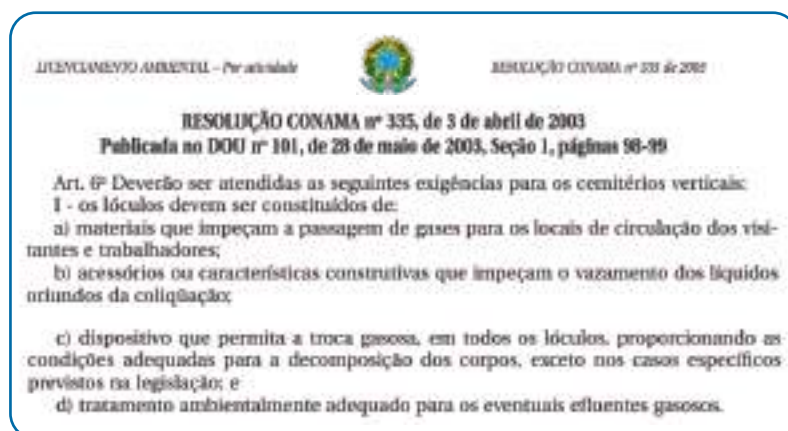 LICENCIAMENTO AMBIENTAL – Por atividade
RESOLUÇÃO CONAMA nº 335 de 2003
RESOLUÇÃO CONAMA nº 335, de 3 de abril de 2003
Publicada no DOU nº 101, de 28 de maio de 2003, Seção 1, páginas 98-99
Art. 6º Deverão ser atendidas as seguintes exigências para os cemitérios verticais:
I - os lóculos devem ser constituídos de:
a) materiais que impeçam a passagem de gases para os locais de circulação dos visi-
tantes e trabalhadores;
b) acessórios ou características construtivas que impeçam o vazamento dos líquidos
oriundos da coliqüação;
c) dispositivo que permita a troca gasosa, em todos os lóculos, proporcionando as
condições adequadas para a decomposição dos corpos, exceto nos casos específicos
previstos na legislação; e
d) tratamento ambientalmente adequado para os eventuais efluentes gasosos.